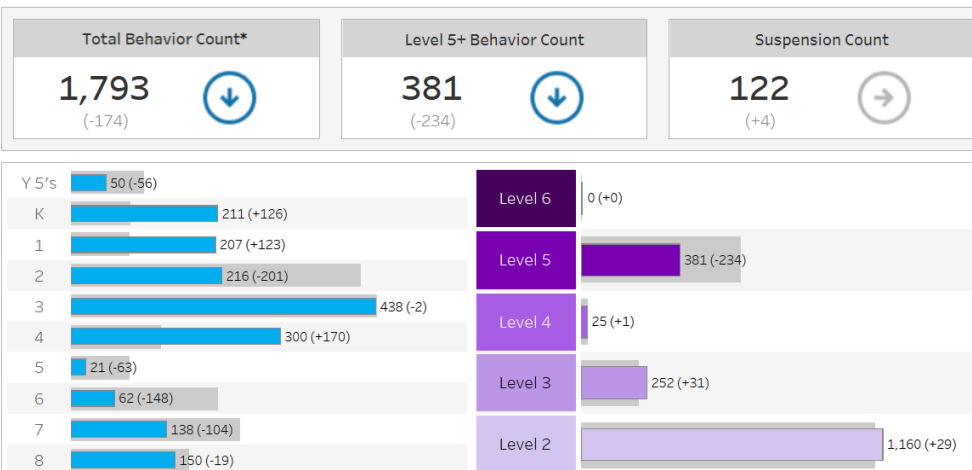 Total Behavior Count*
1,793
(-174)
Level 5+ Behavior Count
381
(-234)
Suspension Count
122
(+4)
Y 5's 50 (-56)
K 211 (+126)
1 207 (+123)
2 216 (-201)
3 438 (-2)
4 300 (+170)
5 21 (-63)
6 62 (-148)
7 138 (-104)
8 150 (-19)
Level 6 0 (+0)
Level 5 381 (-234)
Level 4 25 (+1)
Level 3 252 (+31)
Level 2 1,160 (+29)